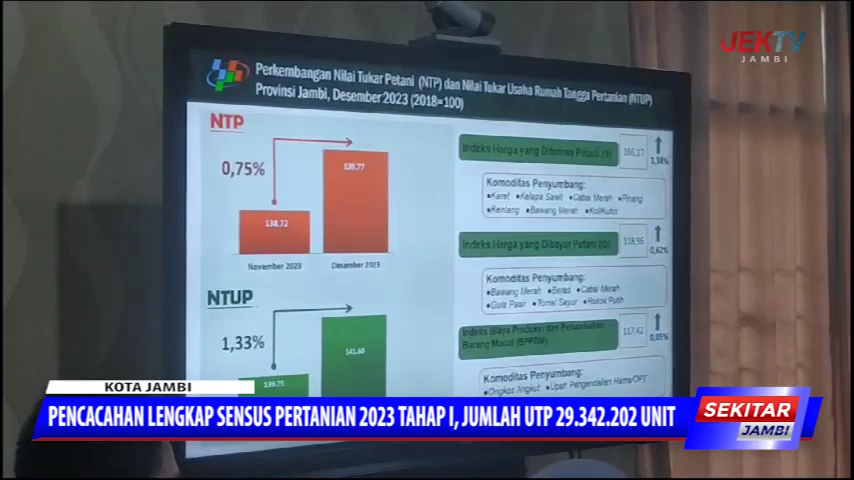 JEKTV
JAMBI
Perkembangan Nilai Tukar Petani (NTP) dan Nilai Tukar Usaha Rumah Tangga Pertanian (NTUP)
Provinsi Jambi, Desember 2023 (2018=100)
NTP
0,75%
138.72
139.77
November 2023
Desember 2023
NTUP
1,33%
139.75
141.60
Indeks Harga yang Diterima Petani (It)
166,27
1,38%
Komoditas Penyumbang:
•Karet •Kelapa Sawit •Cabai Merah •Pinang
•Kentang •Bawang Merah •Kol/Kubis
Indeks Harga yang Dibayar Petani (Ib)
118,96
0,62%
Komoditas Penyumbang:
•Bawang Merah •Beras •Cabai Merah
•Gula Pasir •Tomat Sayur •Rokok Putih
Indeks Biaya Produksi dan Penambahan
Barang Modal (BPPBM)
117,42
0,05%
Komoditas Penyumbang:
•Ongkos Angkut •Upah Pengendalian Hama/OPT
KOTA JAMBI
PENCACAHAN LENGKAP SENSUS PERTANIAN 2023 TAHAP I, JUMLAH UTP 29.342.202 UNIT
SEKITAR
JAMBI